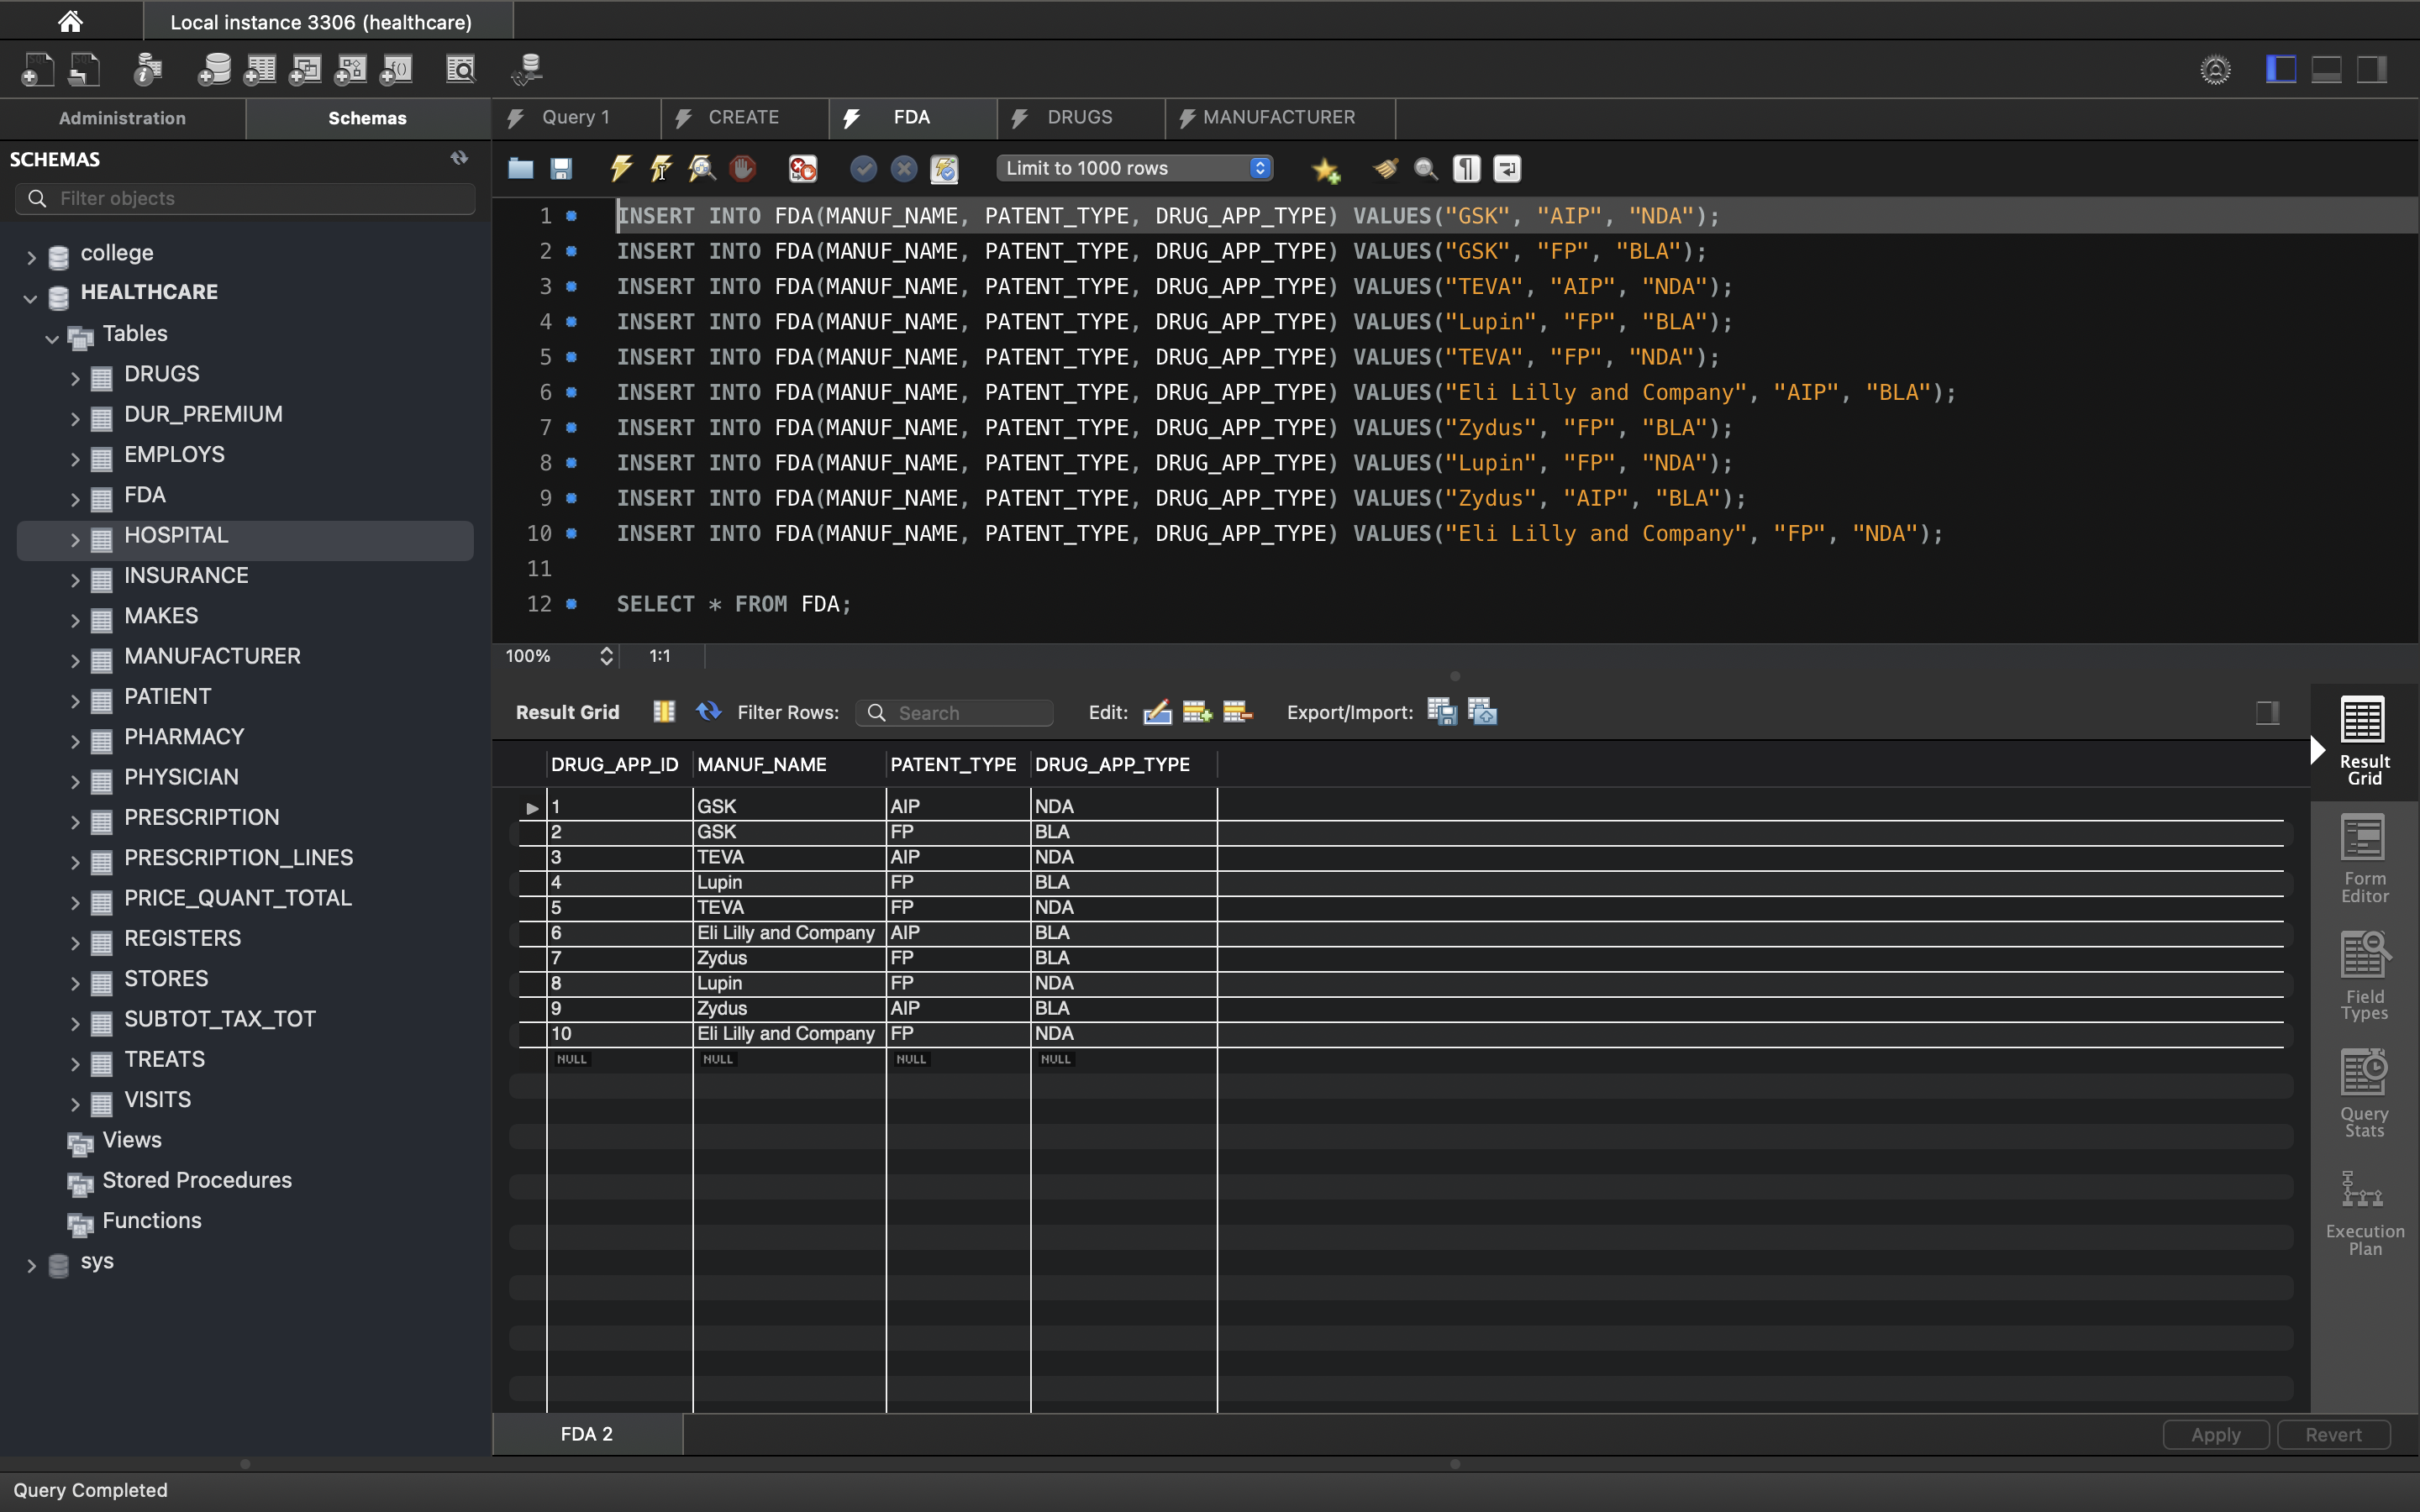 Local instance 3306 (healthcare)
Administration
Schemas
Query 1
CREATE
FDA
DRUGS
MANUFACTURER
SCHEMAS
Filter objects
college
HEALTHCARE
Tables
DRUGS
DUR_PREMIUM
EMPLOYS
FDA
HOSPITAL
INSURANCE
MAKES
MANUFACTURER
PATIENT
PHARMACY
PHYSICIAN
PRESCRIPTION
PRESCRIPTION_LINES
PRICE_QUANT_TOTAL
REGISTERS
STORES
SUBTOT_TAX_TOT
TREATS
VISITS
Views
Stored Procedures
Functions
sys
Limit to 1000 rows
1 INSERT INTO FDA(MANUF_NAME, PATENT_TYPE, DRUG_APP_TYPE) VALUES("GSK", "AIP", "NDA");
2 INSERT INTO FDA(MANUF_NAME, PATENT_TYPE, DRUG_APP_TYPE) VALUES("GSK", "FP", "BLA");
3 INSERT INTO FDA(MANUF_NAME, PATENT_TYPE, DRUG_APP_TYPE) VALUES("TEVA", "AIP", "NDA");
4 INSERT INTO FDA(MANUF_NAME, PATENT_TYPE, DRUG_APP_TYPE) VALUES("Lupin", "FP", "BLA");
5 INSERT INTO FDA(MANUF_NAME, PATENT_TYPE, DRUG_APP_TYPE) VALUES("TEVA", "FP", "NDA");
6 INSERT INTO FDA(MANUF_NAME, PATENT_TYPE, DRUG_APP_TYPE) VALUES("Eli Lilly and Company", "AIP", "BLA");
7 INSERT INTO FDA(MANUF_NAME, PATENT_TYPE, DRUG_APP_TYPE) VALUES("Zydus", "FP", "BLA");
8 INSERT INTO FDA(MANUF_NAME, PATENT_TYPE, DRUG_APP_TYPE) VALUES("Lupin", "FP", "NDA");
9 INSERT INTO FDA(MANUF_NAME, PATENT_TYPE, DRUG_APP_TYPE) VALUES("Zydus", "AIP", "BLA");
10 INSERT INTO FDA(MANUF_NAME, PATENT_TYPE, DRUG_APP_TYPE) VALUES("Eli Lilly and Company", "FP", "NDA");
11
12 SELECT * FROM FDA;
100% 1:1
Result Grid Filter Rows: Search Edit: Export/Import:
DRUG_APP_ID MANUF_NAME PATENT_TYPE DRUG_APP_TYPE
1 GSK AIP NDA
2 GSK FP BLA
3 TEVA AIP NDA
4 Lupin FP BLA
5 TEVA FP NDA
6 Eli Lilly and Company AIP BLA
7 Zydus FP BLA
8 Lupin FP NDA
9 Zydus AIP BLA
10 Eli Lilly and Company FP NDA
NULL NULL NULL NULL
Result
Grid
Form
Editor
Field
Types
Query
Stats
Execution
Plan
FDA 2
Apply
Revert
Query Completed